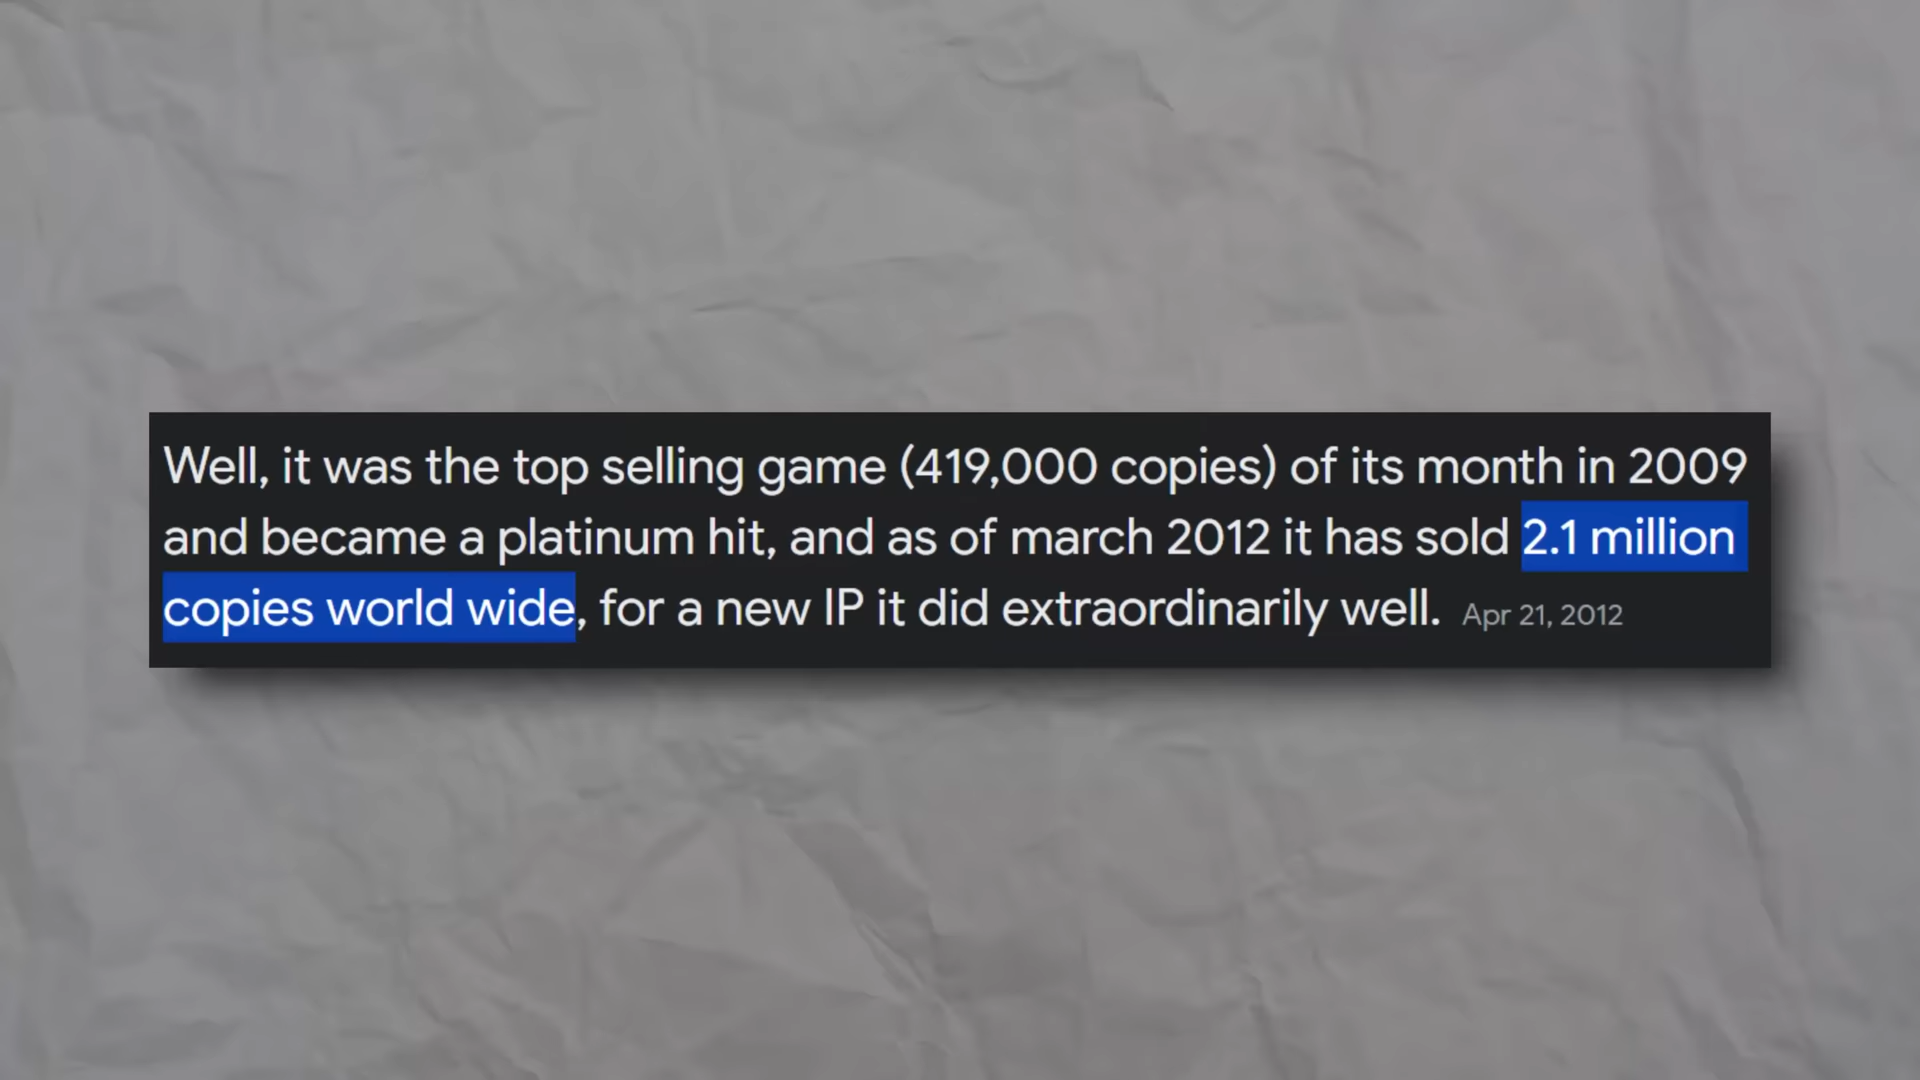 Well, it was the top selling game (419,000 copies) of its month in 2009
and became a platinum hit, and as of march 2012 it has sold 2.1 million
copies world wide, for a new IP it did extraordinarily well. Apr 21, 2012